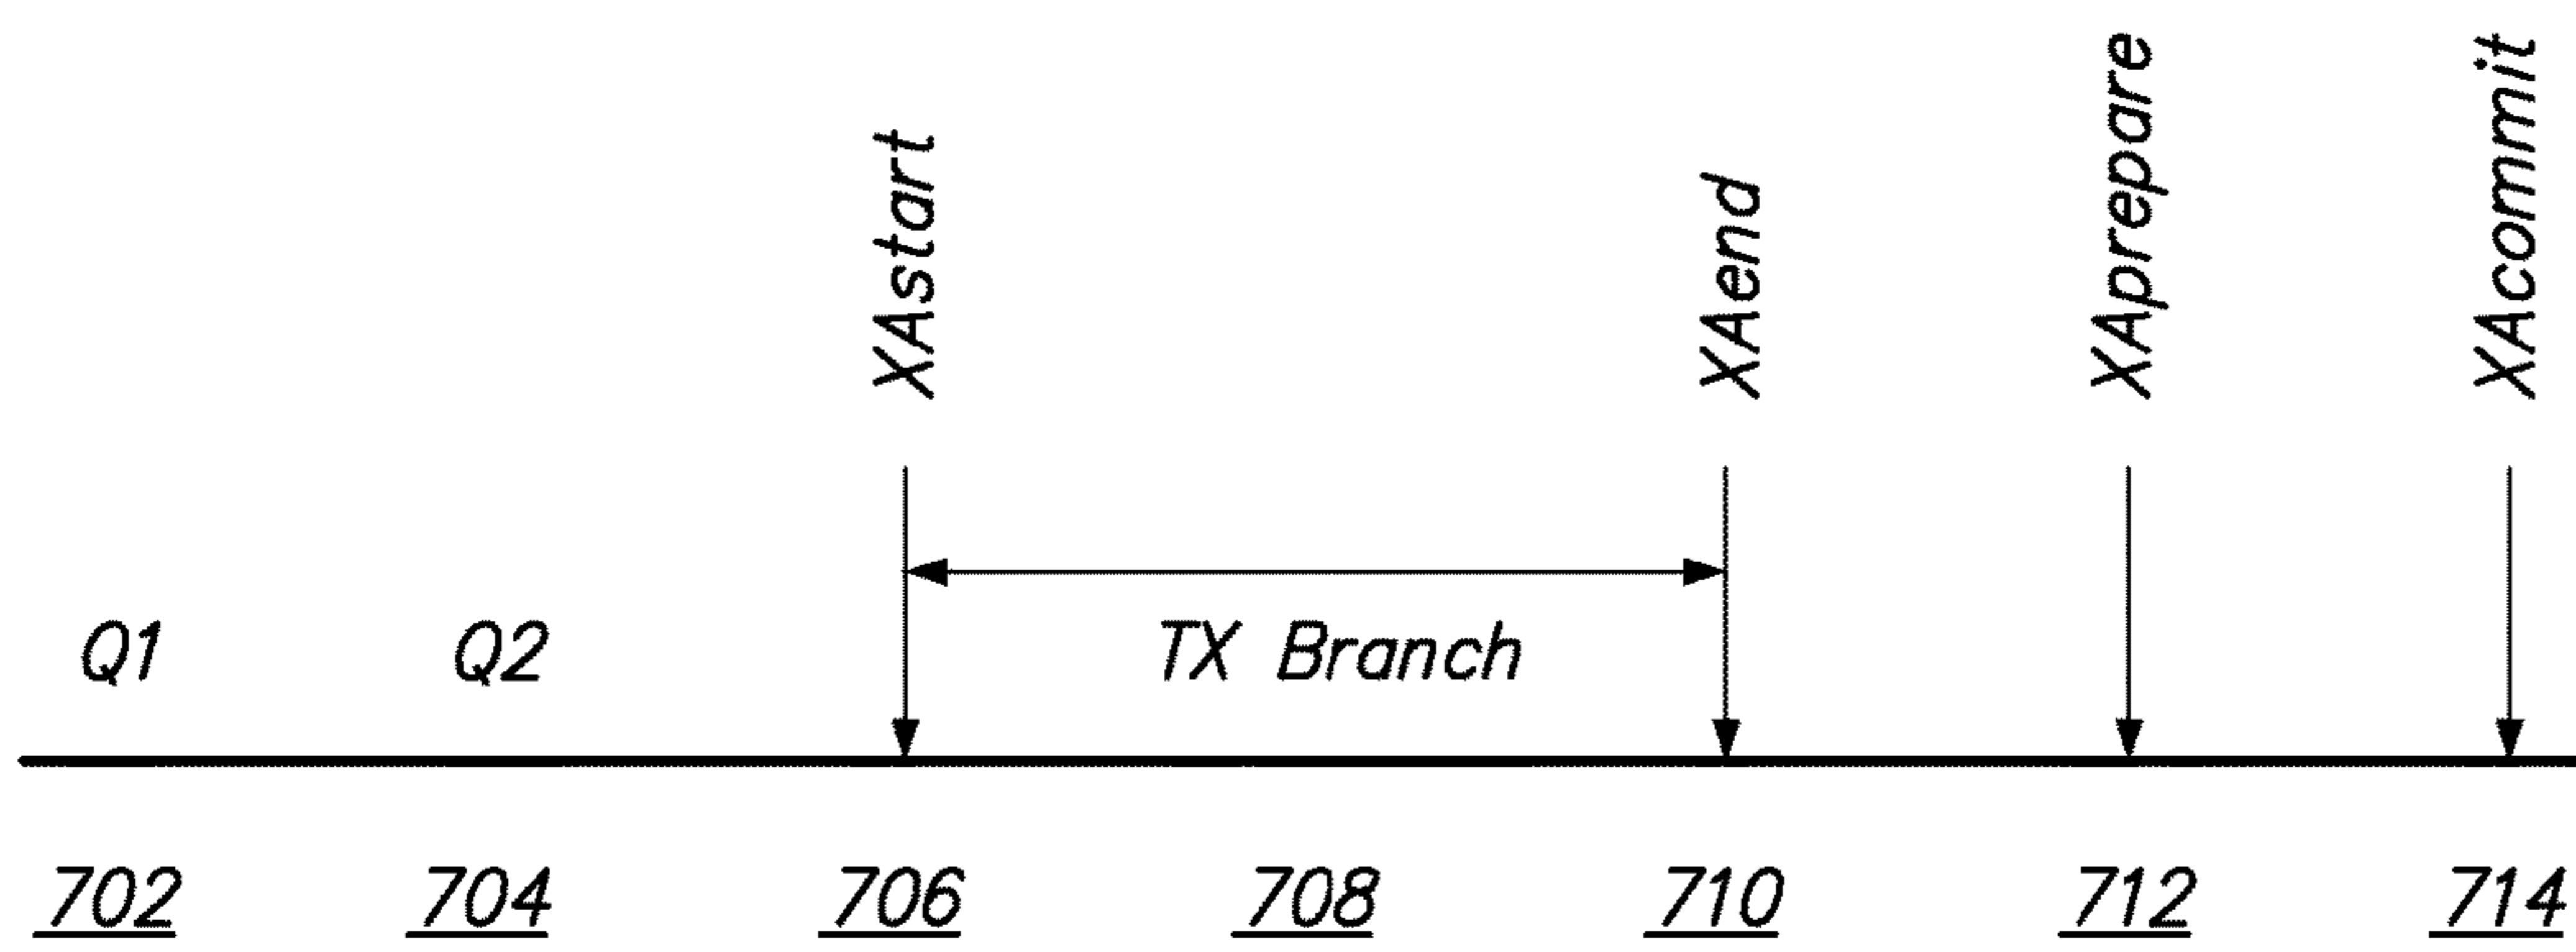 XAstart
XAend
XAprepare
XAcommit
Q1 Q2 TX Branch
702 704 706 708 710 712 714